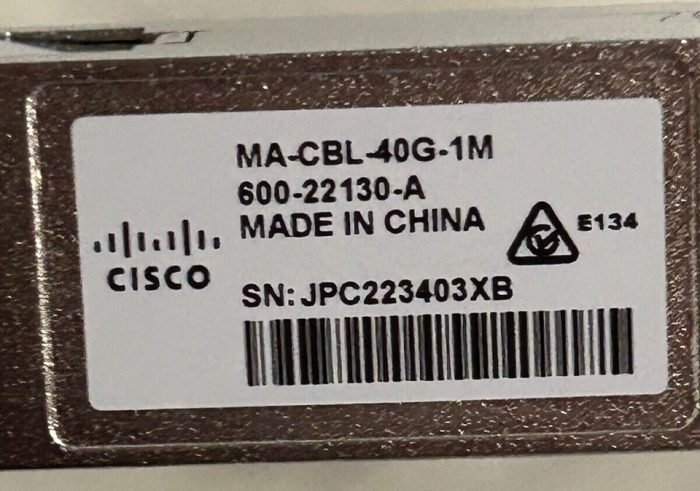 MA-CBL-40G-1M
600-22130-A
MADE IN CHINA
E134
CISCO
SN: JPC223403XB